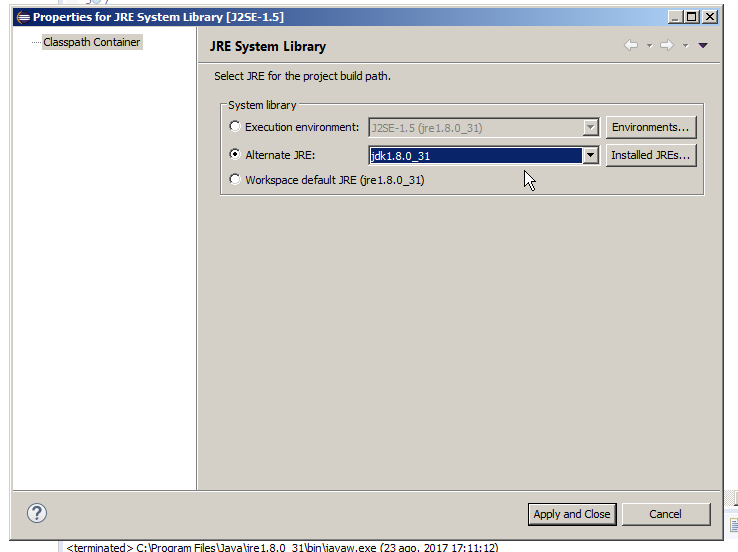 Properties for JRE System Library [J2SE-1.5]
Classpath Container
JRE System Library
Select JRE for the project build path.
System library
Execution environment: J2SE-1.5 (jre1.8.0_31) Environments...
Alternate JRE: jdk1.8.0_31 Installed JREs...
Workspace default JRE (jre1.8.0_31)
? Apply and Close Cancel
<terminated> C:\Program Files\Java\jre1.8.0_31\bin\javaw.exe (23 ago. 2017 17:11:12)